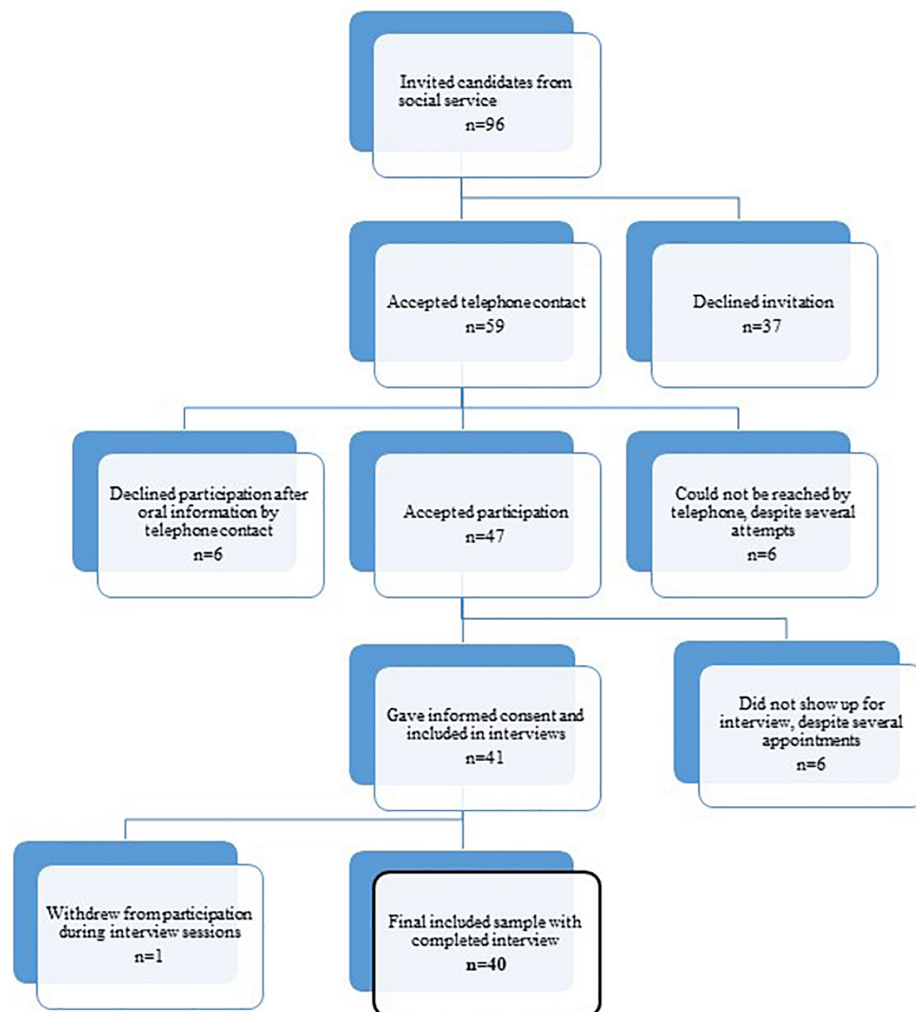 Invited candidates from
social service
n=96
Accepted telephone contact
n=59
Declined invitation
n=37
Declined participation after
oral information by
telephone contact
n=6
Accepted participation
n=47
Could not be reached by
telephone, despite several
attempts
n=6
Gave informed consent and
included in interviews
n=41
Did not show up for
interview, despite several
appointments
n=6
Withdrew from participation
during interview sessions
n=1
Final included sample with
completed interview
n=40